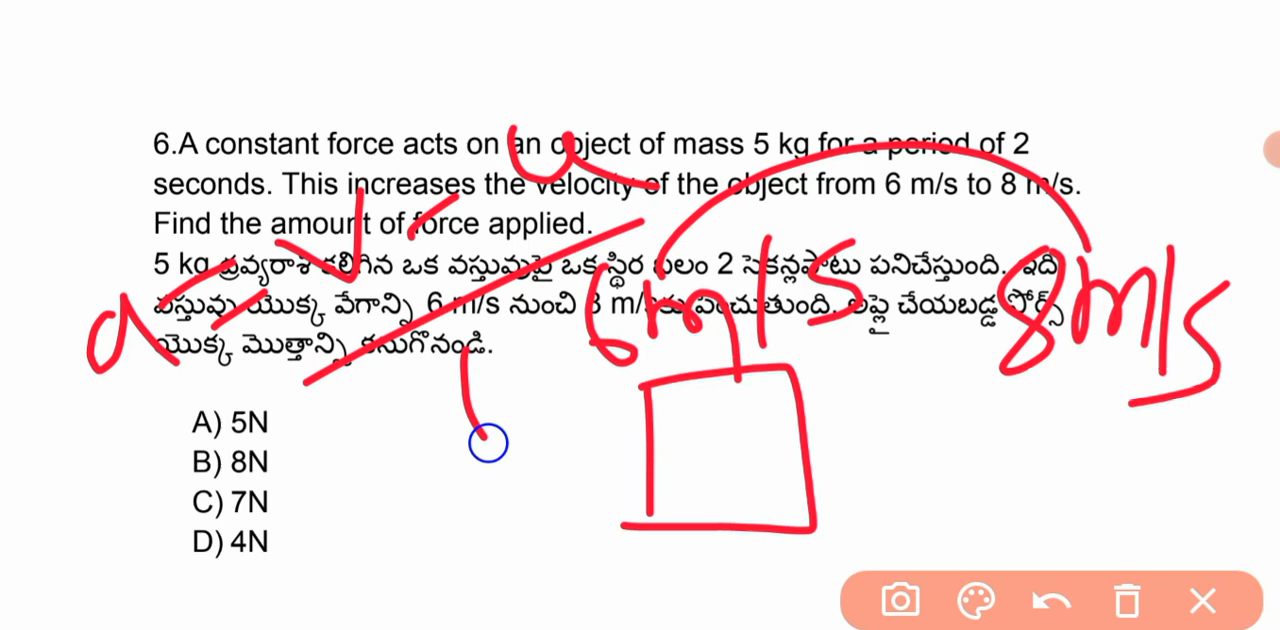 6.A constant force acts on an object of mass 5 kg for a period of 2
seconds. This increases the velocity of the object from 6 m/s to 8 m/s.
Find the amount of force applied.
5 kg ద్రవ్యరాశి కలిగిన ఒక వస్తువుపై ఒక స్థిర బలం 2 సెకన్లపాటు పనిచేస్తుంది. ఇది
వస్తువు యొక్క వేగాన్ని 6 m/s నుంచి 8 m/sకు పెంచుతుంది. అప్లై చేయబడ్డ ఫోర్స్
యొక్క మొత్తాన్ని కనుగొనండి.
a = v - u
6m/s
8m/s
A) 5N
B) 8N
C) 7N
D) 4N